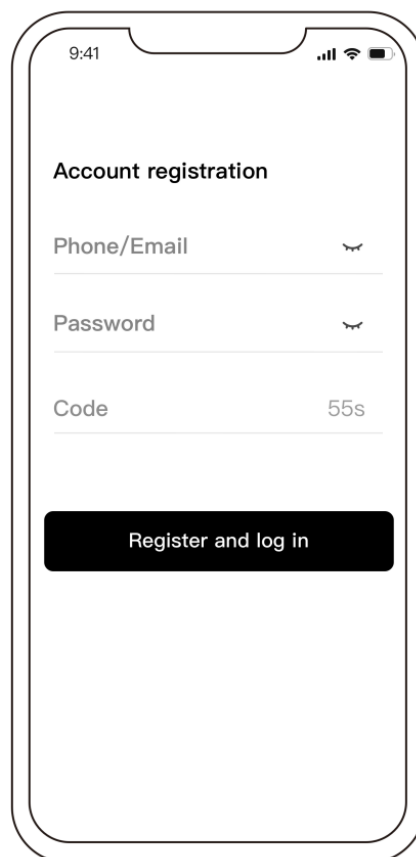 9:41
Account registration
Phone/Email
Password
Code 55s
Register and log in